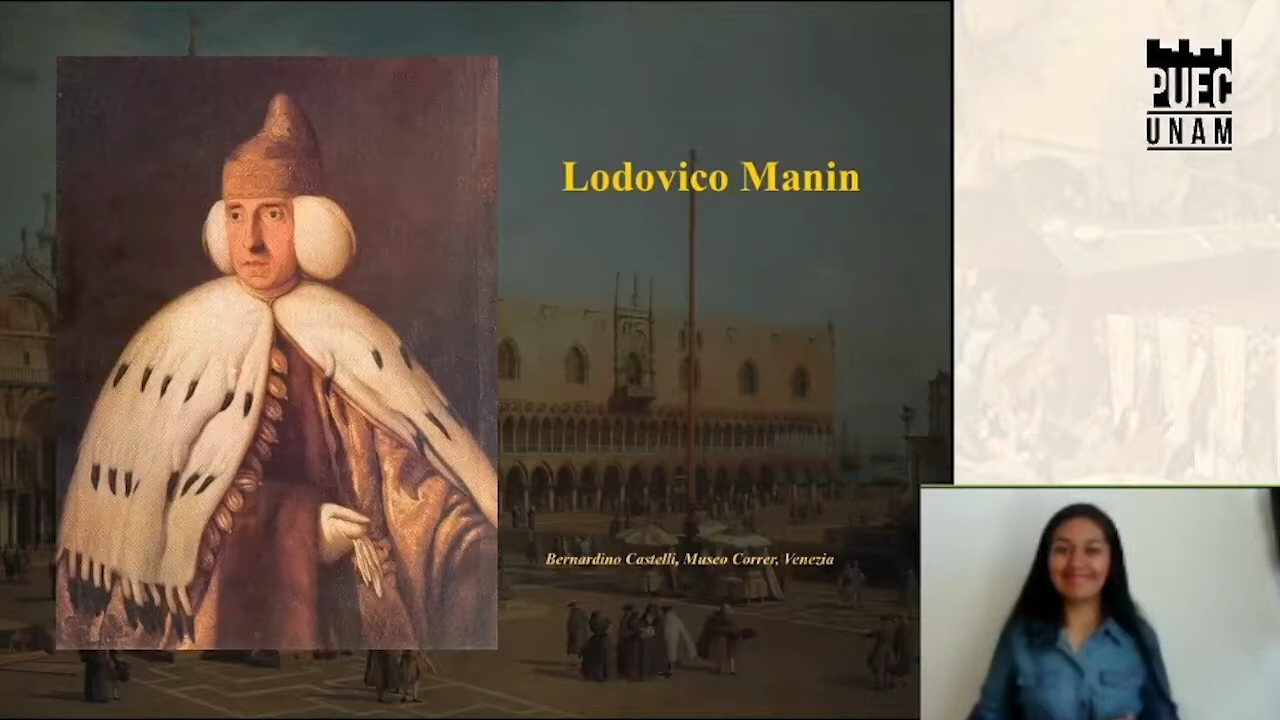 PUEC
UNAM
Lodovico Manin
Bernardino Castelli, Museo Correr, Venezia